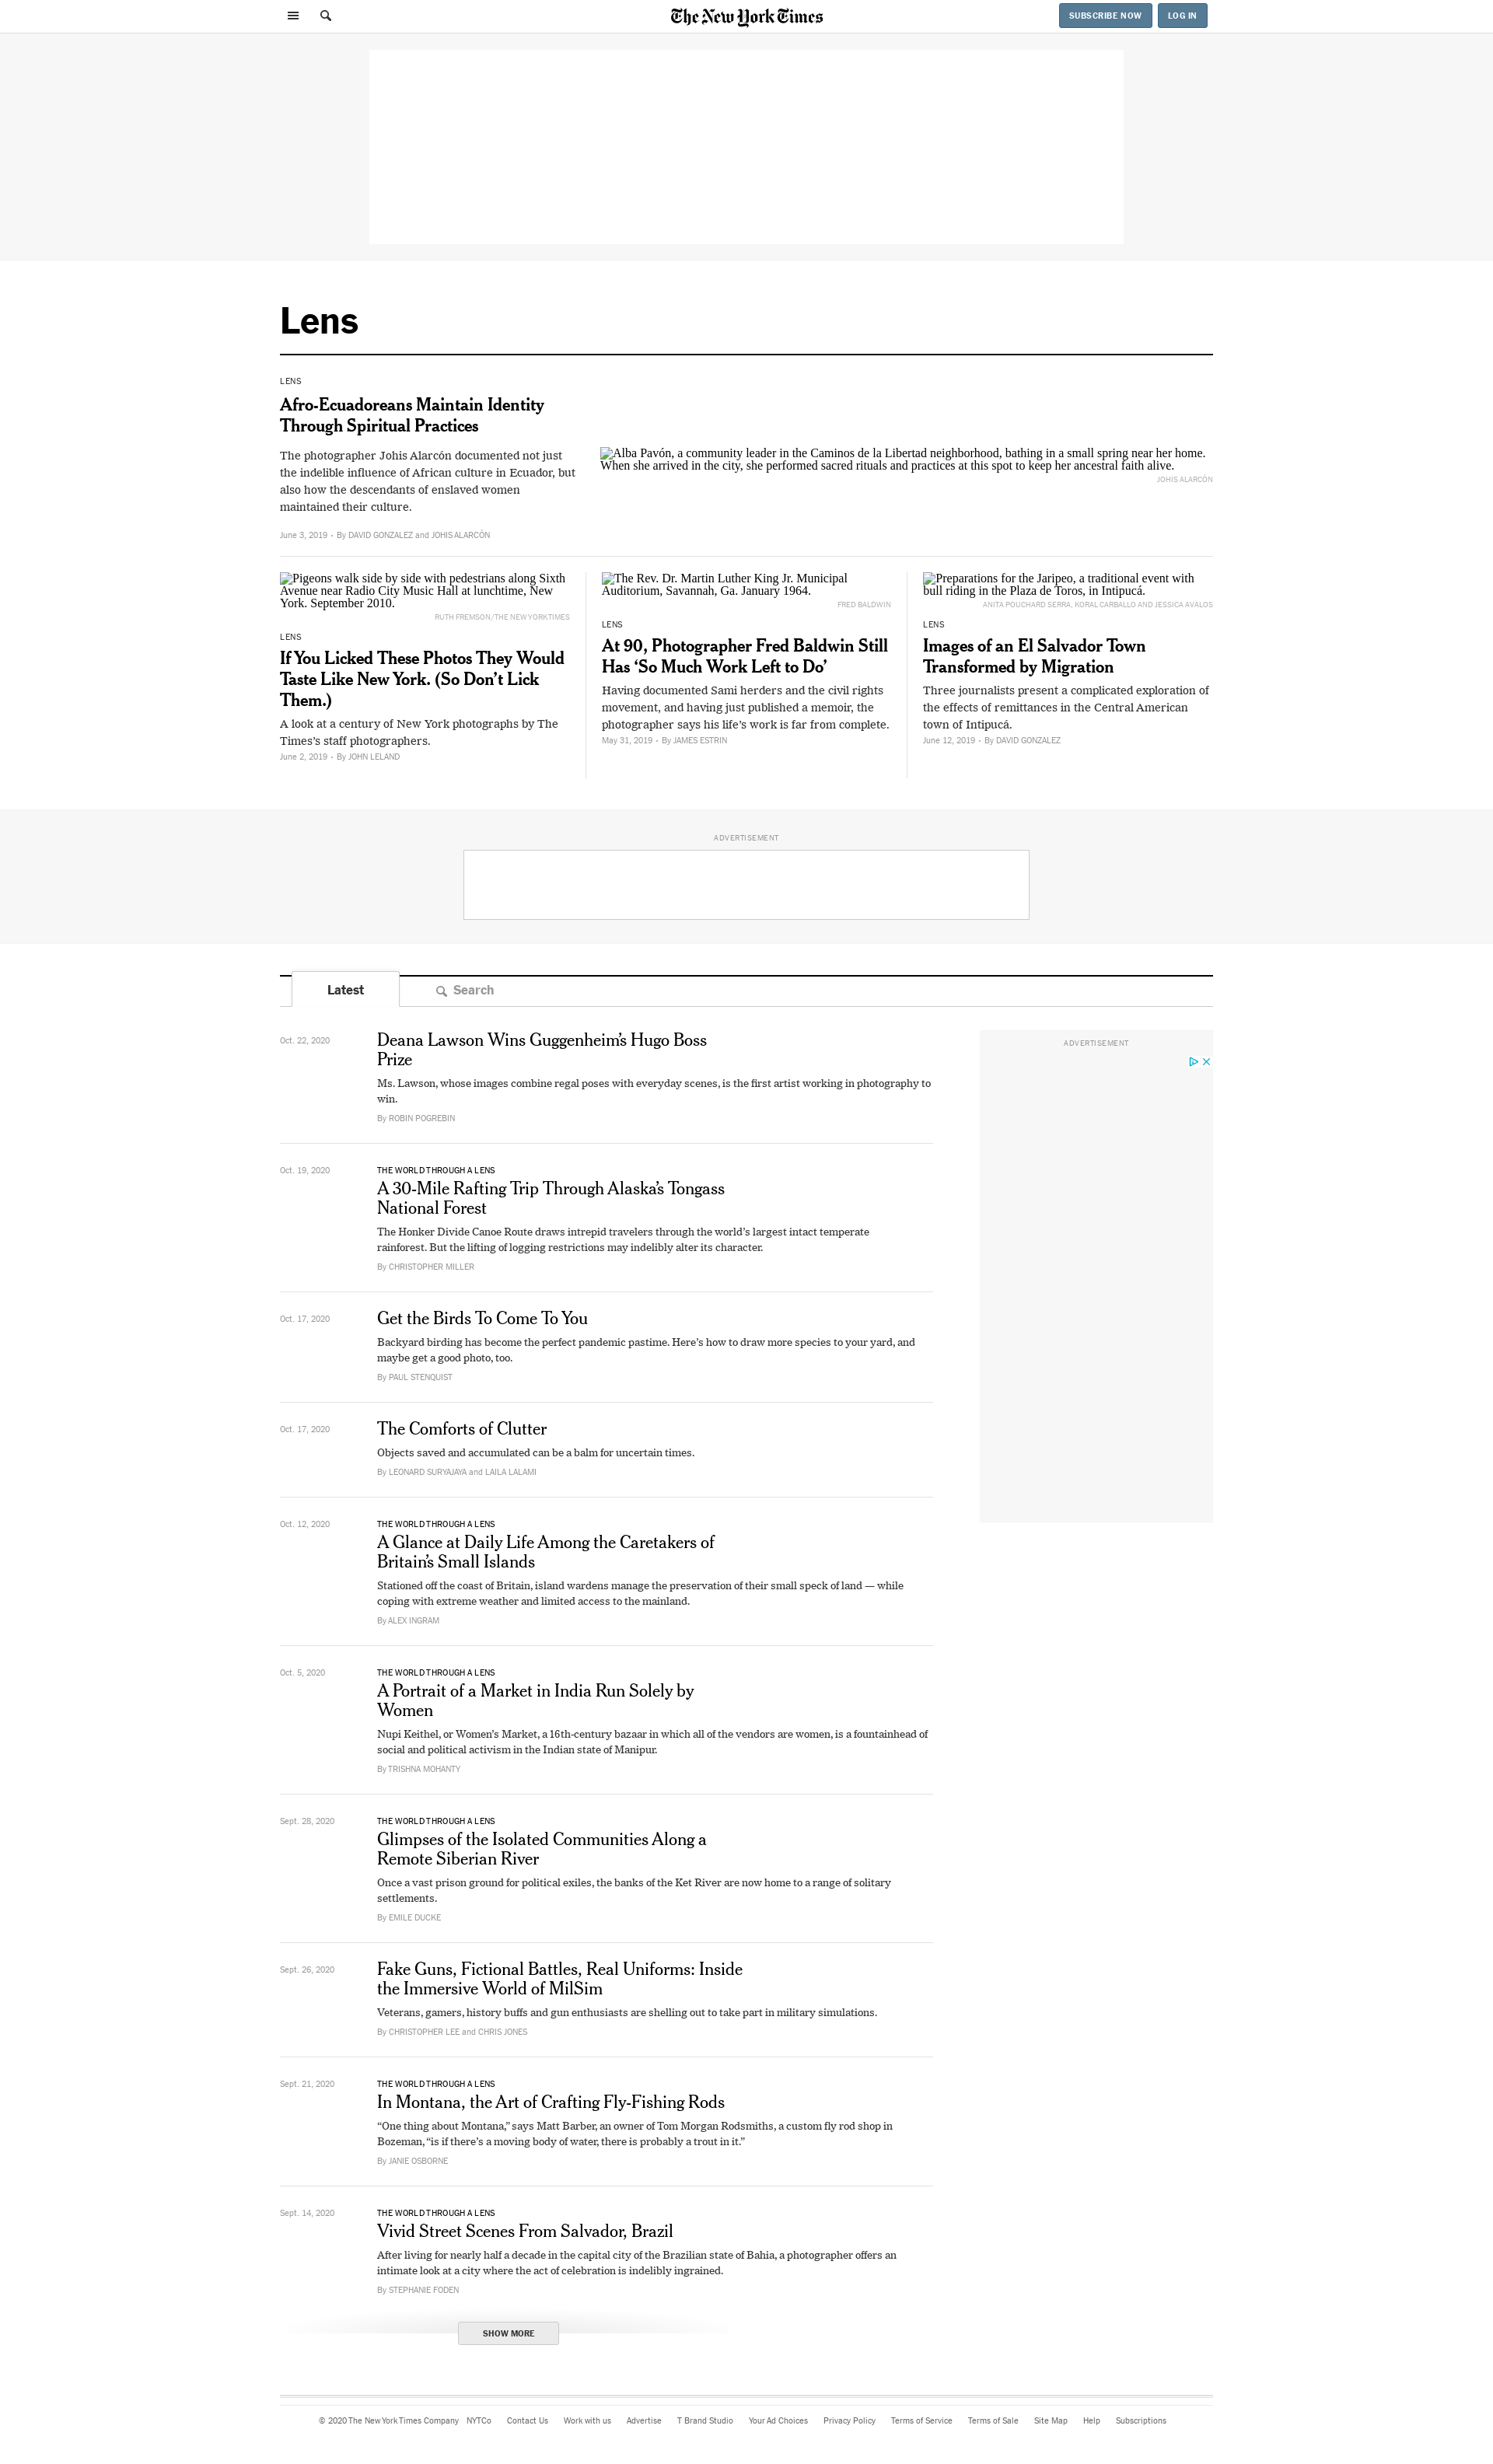 The New York Times
SUBSCRIBE NOW
LOG IN
Lens
LENS
Afro-Ecuadoreans Maintain Identity
Through Spiritual Practices
The photographer Johis Alarcón documented not just
the indelible influence of African culture in Ecuador, but
also how the descendants of enslaved women
maintained their culture.
June 3, 2019 • By DAVID GONZALEZ and JOHIS ALARCÓN
Alba Pavón, a community leader in the Caminos de la Libertad neighborhood, bathing in a small spring near her home.
When she arrived in the city, she performed sacred rituals and practices at this spot to keep her ancestral faith alive.
JOHIS ALARCÓN
Pigeons walk side by side with pedestrians along Sixth
Avenue near Radio City Music Hall at lunchtime, New
York. September 2010.
RUTH FREMSON/THE NEW YORK TIMES
LENS
If You Licked These Photos They Would
Taste Like New York. (So Don’t Lick
Them.)
A look at a century of New York photographs by The
Times’s staff photographers.
June 2, 2019 • By JOHN LELAND
The Rev. Dr. Martin Luther King Jr. Municipal
Auditorium, Savannah, Ga. January 1964.
FRED BALDWIN
LENS
At 90, Photographer Fred Baldwin Still
Has ‘So Much Work Left to Do’
Having documented Sami herders and the civil rights
movement, and having just published a memoir, the
photographer says his life’s work is far from complete.
May 31, 2019 • By JAMES ESTRIN
Preparations for the Jaripeo, a traditional event with
bull riding in the Plaza de Toros, in Intipucá.
ANITA POUCHARD SERRA, KORAL CARBALLO AND JESSICA AVALOS
LENS
Images of an El Salvador Town
Transformed by Migration
Three journalists present a complicated exploration of
the effects of remittances in the Central American
town of Intipucá.
June 12, 2019 • By DAVID GONZALEZ
ADVERTISEMENT
Latest
Search
Oct. 22, 2020
Deana Lawson Wins Guggenheim’s Hugo Boss
Prize
Ms. Lawson, whose images combine regal poses with everyday scenes, is the first artist working in photography to
win.
By ROBIN POGREBIN
ADVERTISEMENT
Oct. 19, 2020
THE WORLD THROUGH A LENS
A 30-Mile Rafting Trip Through Alaska’s Tongass
National Forest
The Honker Divide Canoe Route draws intrepid travelers through the world’s largest intact temperate
rainforest. But the lifting of logging restrictions may indelibly alter its character.
By CHRISTOPHER MILLER
Oct. 17, 2020
Get the Birds To Come To You
Backyard birding has become the perfect pandemic pastime. Here’s how to draw more species to your yard, and
maybe get a good photo, too.
By PAUL STENQUIST
Oct. 17, 2020
The Comforts of Clutter
Objects saved and accumulated can be a balm for uncertain times.
By LEONARD SURYAJAYA and LAILA LALAMI
Oct. 12, 2020
THE WORLD THROUGH A LENS
A Glance at Daily Life Among the Caretakers of
Britain’s Small Islands
Stationed off the coast of Britain, island wardens manage the preservation of their small speck of land — while
coping with extreme weather and limited access to the mainland.
By ALEX INGRAM
Oct. 5, 2020
THE WORLD THROUGH A LENS
A Portrait of a Market in India Run Solely by
Women
Nupi Keithel, or Women’s Market, a 16th-century bazaar in which all of the vendors are women, is a fountainhead of
social and political activism in the Indian state of Manipur.
By TRISHNA MOHANTY
Sept. 28, 2020
THE WORLD THROUGH A LENS
Glimpses of the Isolated Communities Along a
Remote Siberian River
Once a vast prison ground for political exiles, the banks of the Ket River are now home to a range of solitary
settlements.
By EMILE DUCKE
Sept. 26, 2020
Fake Guns, Fictional Battles, Real Uniforms: Inside
the Immersive World of MilSim
Veterans, gamers, history buffs and gun enthusiasts are shelling out to take part in military simulations.
By CHRISTOPHER LEE and CHRIS JONES
Sept. 21, 2020
THE WORLD THROUGH A LENS
In Montana, the Art of Crafting Fly-Fishing Rods
“One thing about Montana,” says Matt Barber, an owner of Tom Morgan Rodsmiths, a custom fly rod shop in
Bozeman, “is if there’s a moving body of water, there is probably a trout in it.”
By JANIE OSBORNE
Sept. 14, 2020
THE WORLD THROUGH A LENS
Vivid Street Scenes From Salvador, Brazil
After living for nearly half a decade in the capital city of the Brazilian state of Bahia, a photographer offers an
intimate look at a city where the act of celebration is indelibly ingrained.
By STEPHANIE FODEN
SHOW MORE
© 2020 The New York Times Company NYTCo Contact Us Work with us Advertise T Brand Studio Your Ad Choices Privacy Policy Terms of Service Terms of Sale Site Map Help Subscriptions